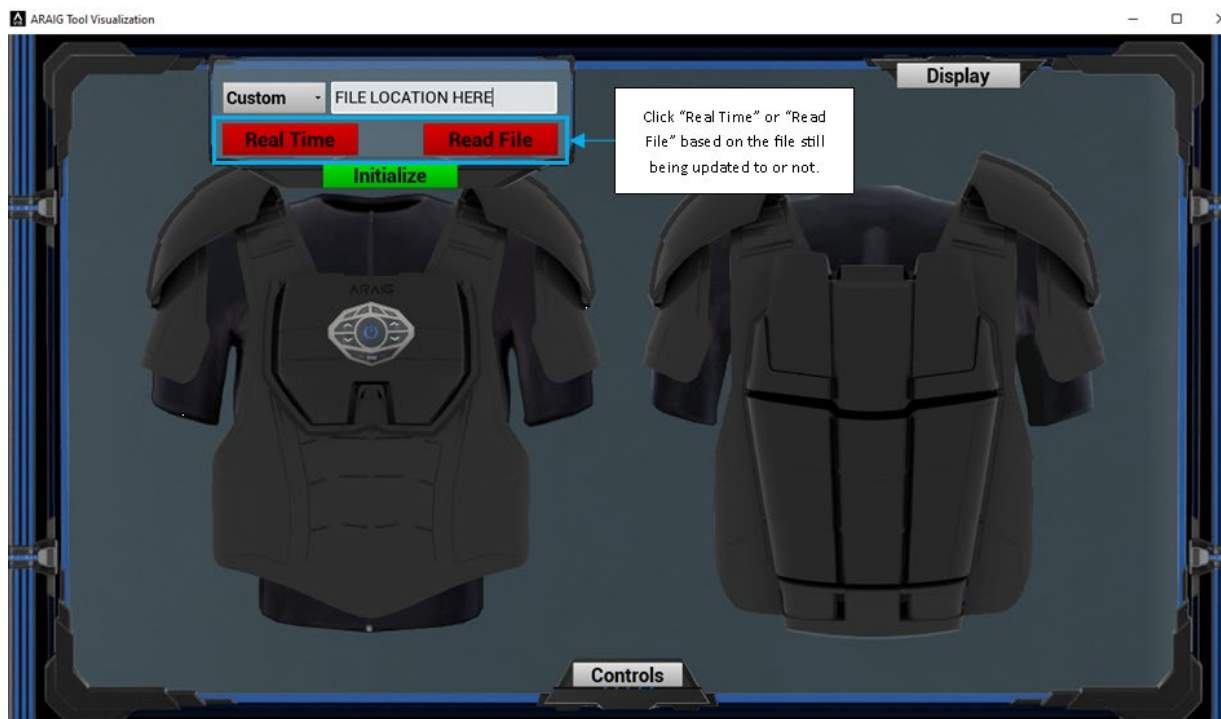 ARAIG Tool Visualization
Display
Custom
FILE LOCATION HERE
Real Time
Read File
Initialize
Click “Real Time” or “Read
File” based on the file still
being updated to or not.
ARAIG
Controls